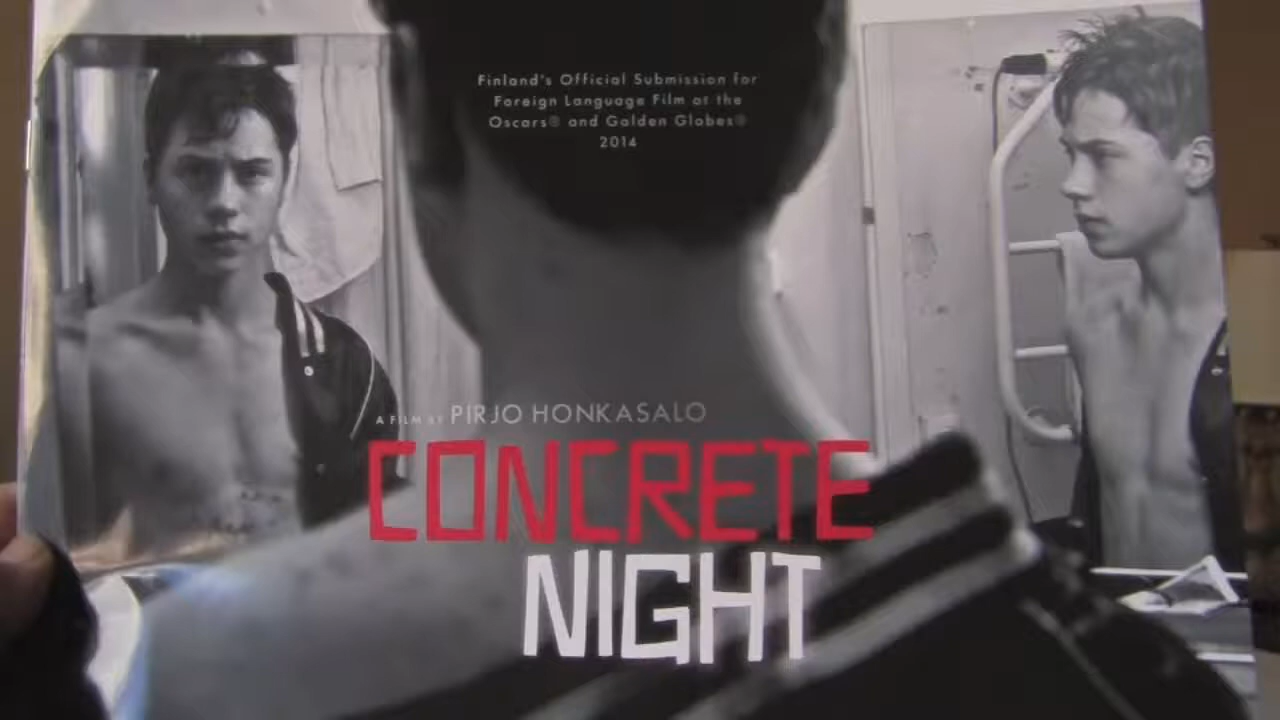 Finland's Official Submission for
Foreign Language Film at the
Oscars® and Golden Globes®
2014
A FILM BY PIRJO HONKASALO
CONCRETE
NIGHT